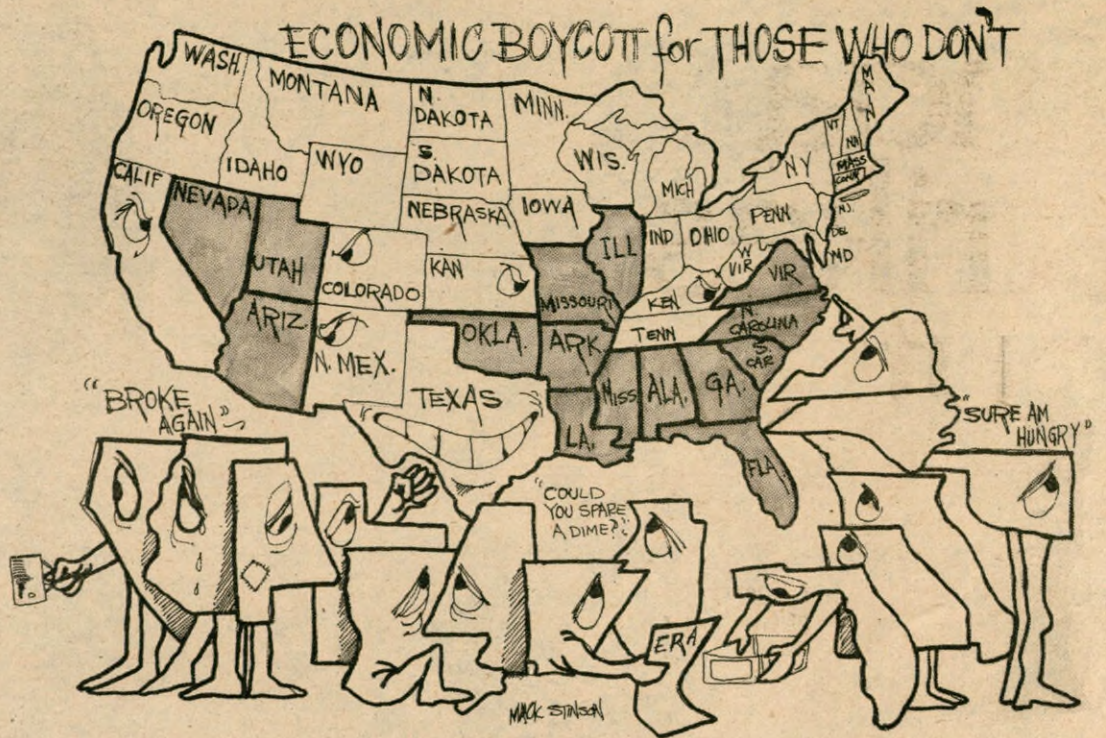 ECONOMIC BOYCOTT for THOSE WHO DON'T
WASH.
MONTANA
N. DAKOTA
MINN.
MAIN
OREGON
IDAHO
WYO
S. DAKOTA
WIS.
MICH
NY
VT
NH
MASS
CONN
CALIF
NEVADA
UTAH
COLORADO
NEBRASKA
KAN
IOWA
ILL
IND
OHIO
PENN
N.J.
DEL
MD
W VIR
VIR
MISSOURI
KEN
TENN
N. CAROLINA
S. CAR
ARIZ.
N. MEX.
OKLA.
ARK.
TEXAS
LA.
MISS
ALA.
GA.
FLA
"BROKE
AGAIN"
"COULD
YOU SPARE
A DIME?"
"SURE AM
HUNGRY"
ERA
MACK STINSON